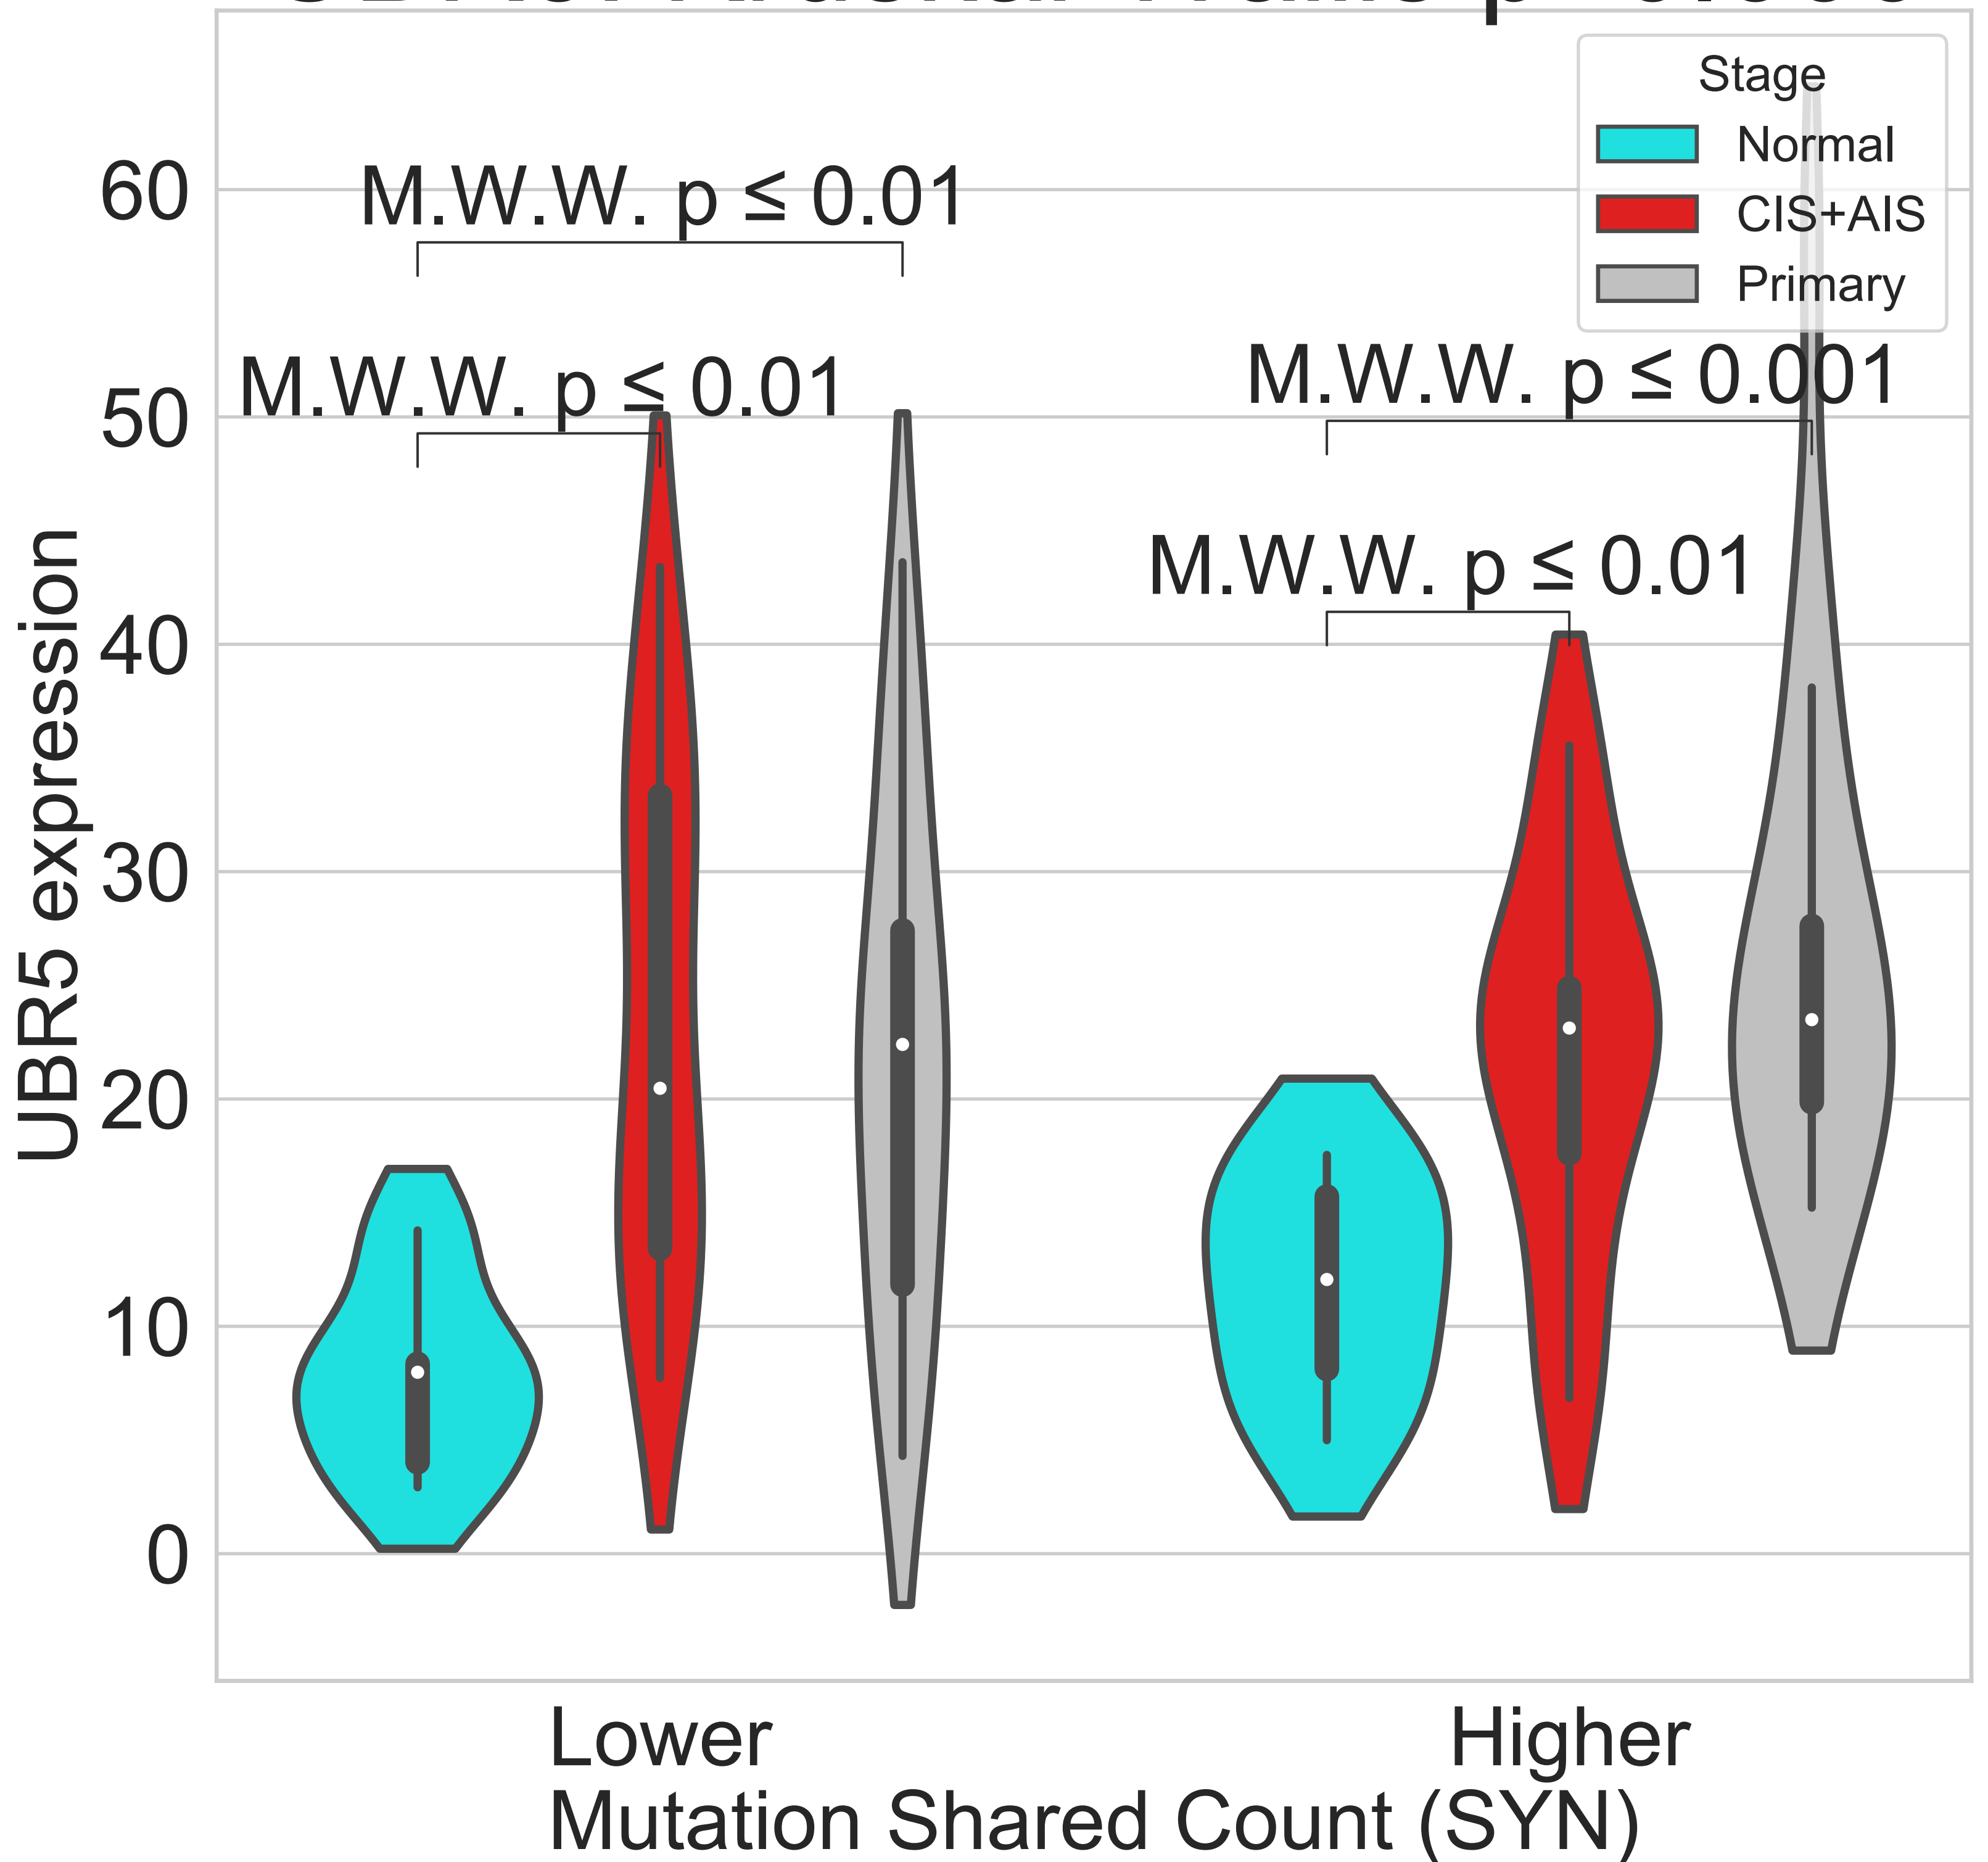 Stage
Normal
CIS+AIS
Primary
M.W.W. p ≤ 0.01
M.W.W. p ≤ 0.01
M.W.W. p ≤ 0.001
M.W.W. p ≤ 0.01
UBR5 expression
60
50
40
30
20
10
0
Lower
Higher
Mutation Shared Count (SYN)